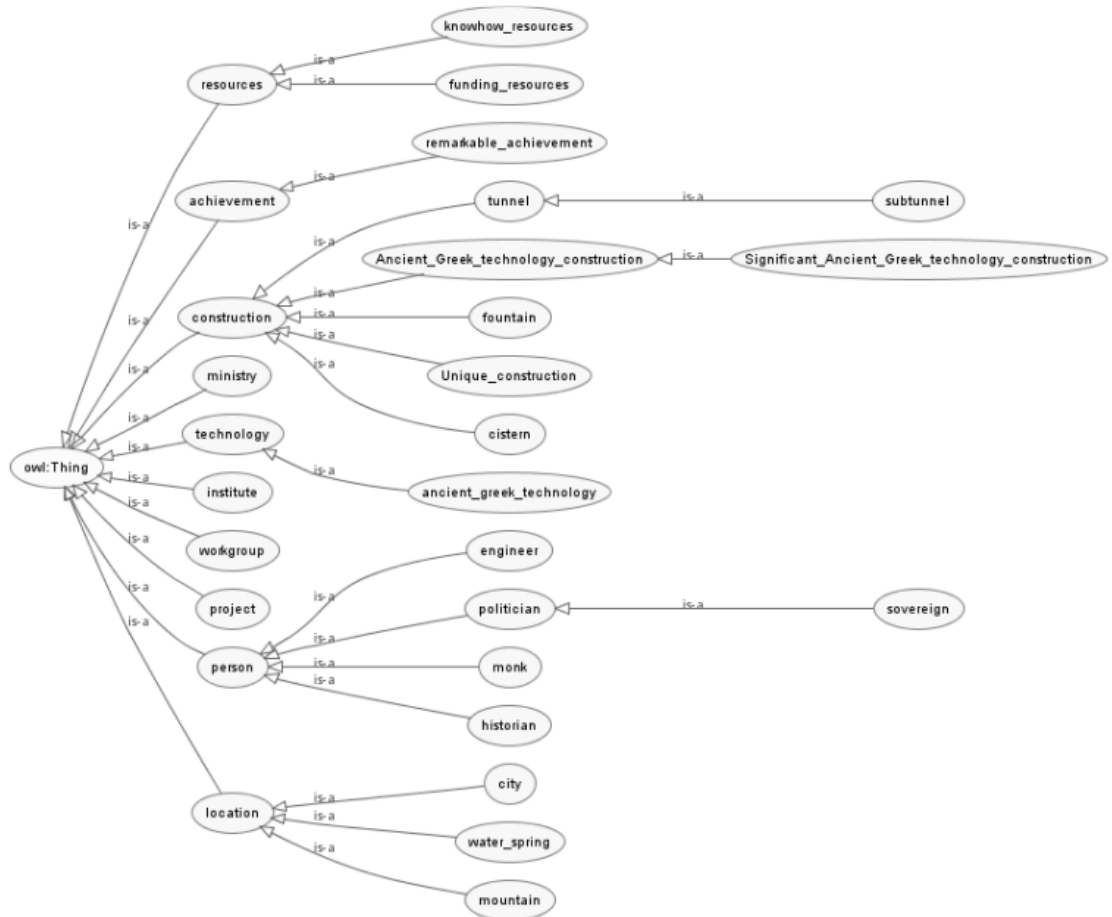 knowhow_resources
is-a
resources
is-a
funding_resources
remarkable_achievement
is-a
achievement
is-a
tunnel
is-a
subtunnel
is-a
Ancient_Greek_technology_construction
is-a
Significant_Ancient_Greek_technology_construction
is-a
construction
is-a
fountain
is-a
is-a
Unique_construction
is-a
ministry
is-a
cistern
technology
is-a
owl:Thing
is-a
is-a
institute
ancient_greek_technology
is-a
workgroup
engineer
is-a
is-a
project
politician
is-a
sovereign
is-a
is-a
person
is-a
monk
is-a
historian
city
is-a
location
is-a
water_spring
is-a
mountain